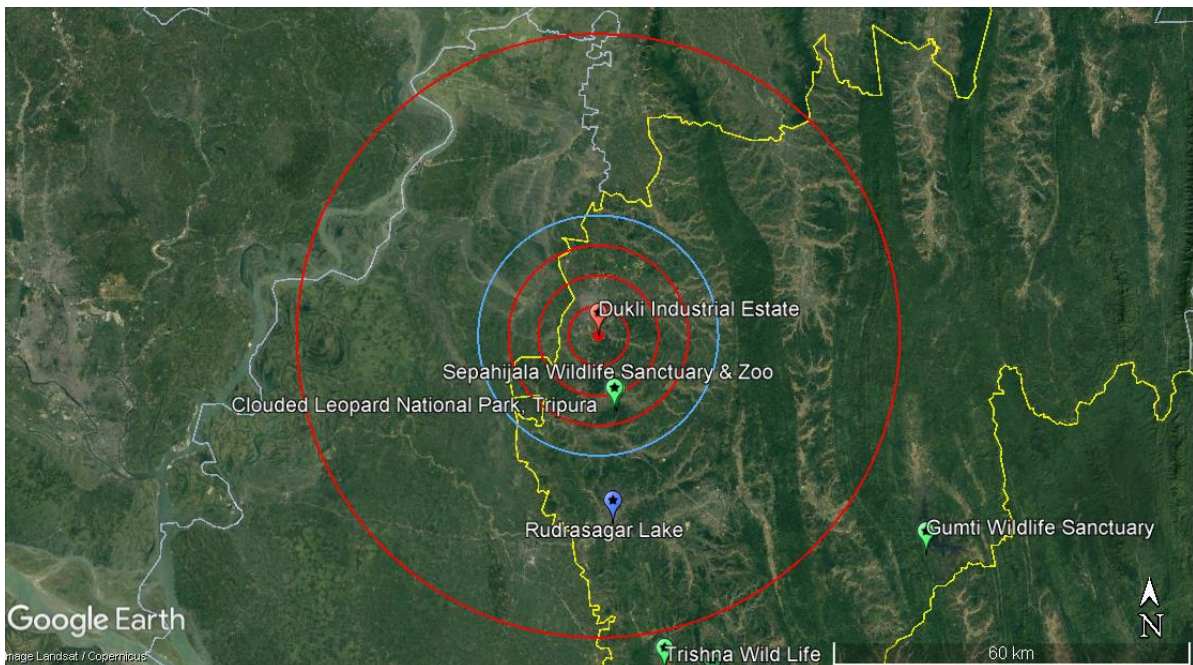 Dukli Industrial Estate
Sepahijala Wildlife Sanctuary & Zoo
Clouded Leopard National Park, Tripura
Rudrasagar Lake
Gumti Wildlife Sanctuary
Google Earth
N
mage Landsat / Copernicus
Trishna Wild Life
60 km